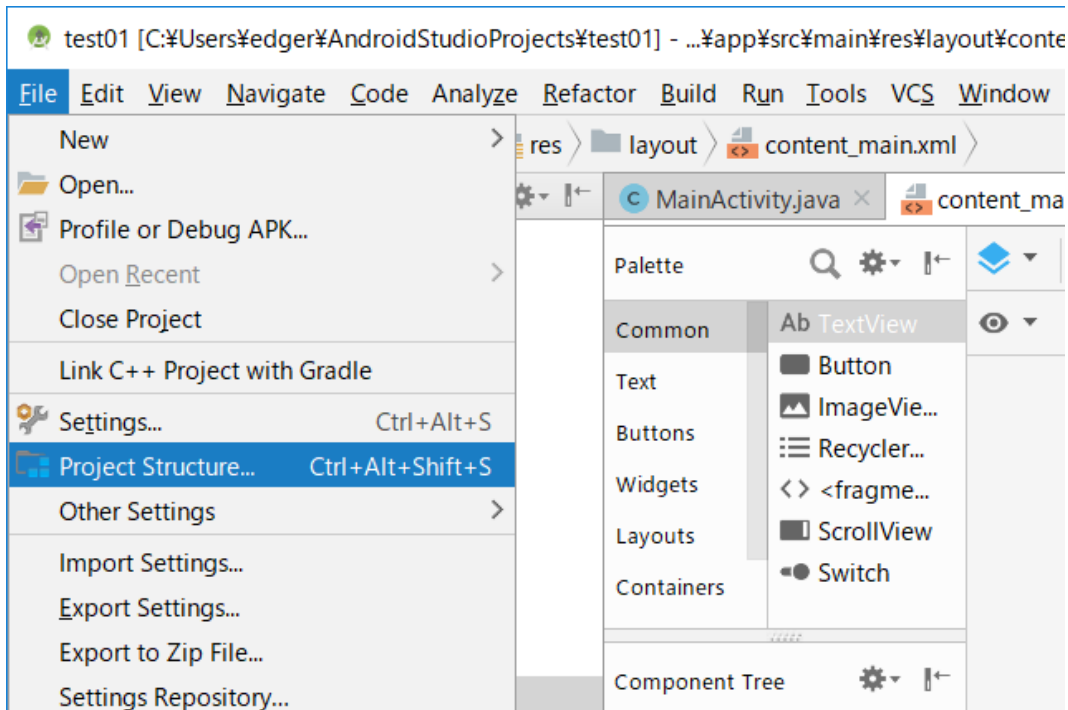 test01 [C:¥Users¥edger¥AndroidStudioProjects¥test01] - ...¥app¥src¥main¥res¥layout¥conte
File Edit View Navigate Code Analyze Refactor Build Run Tools VCS Window
res layout content_main.xml
MainActivity.java content_ma
New
Open...
Profile or Debug APK...
Open Recent
Close Project
Link C++ Project with Gradle
Settings... Ctrl+Alt+S
Project Structure... Ctrl+Alt+Shift+S
Other Settings
Import Settings...
Export Settings...
Export to Zip File...
Settings Repository...
Palette
Common
Text
Buttons
Widgets
Layouts
Containers
Ab TextView
Button
ImageVie...
Recycler...
<> <fragme...
ScrollView
Switch
Component Tree